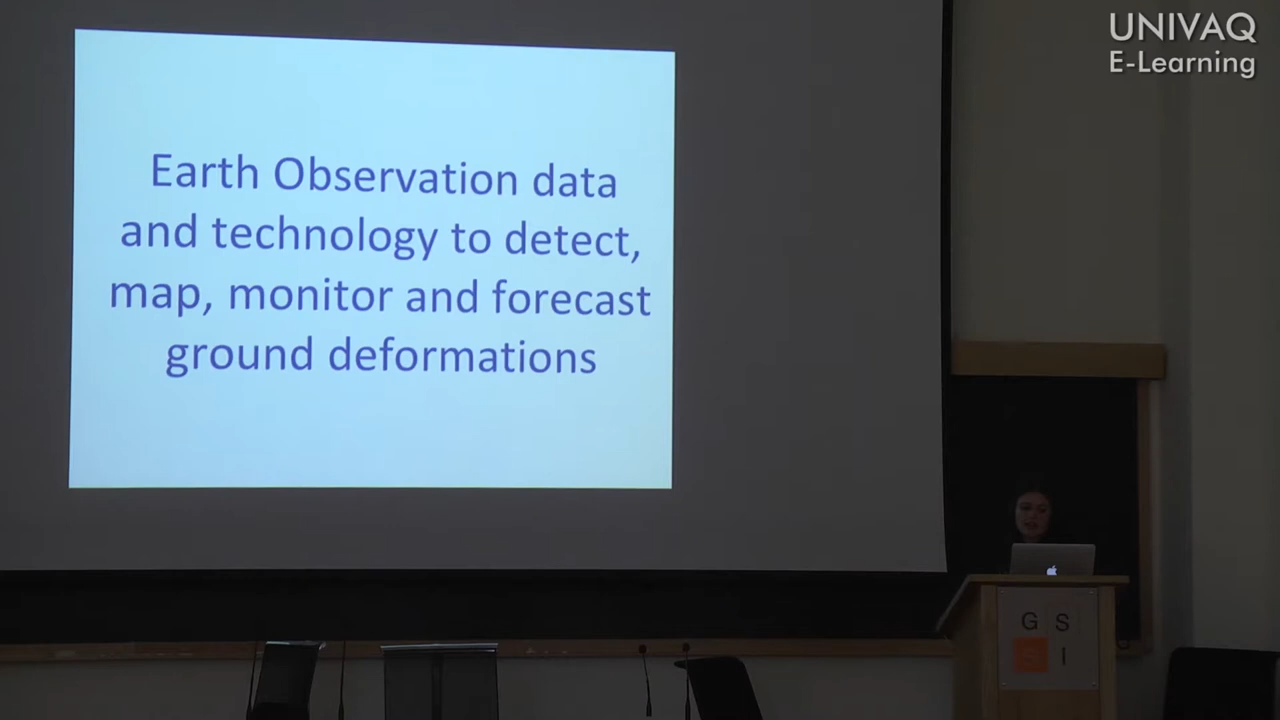 UNIVAQ
E-Learning
Earth Observation data
and technology to detect,
map, monitor and forecast
ground deformations
G S
S I